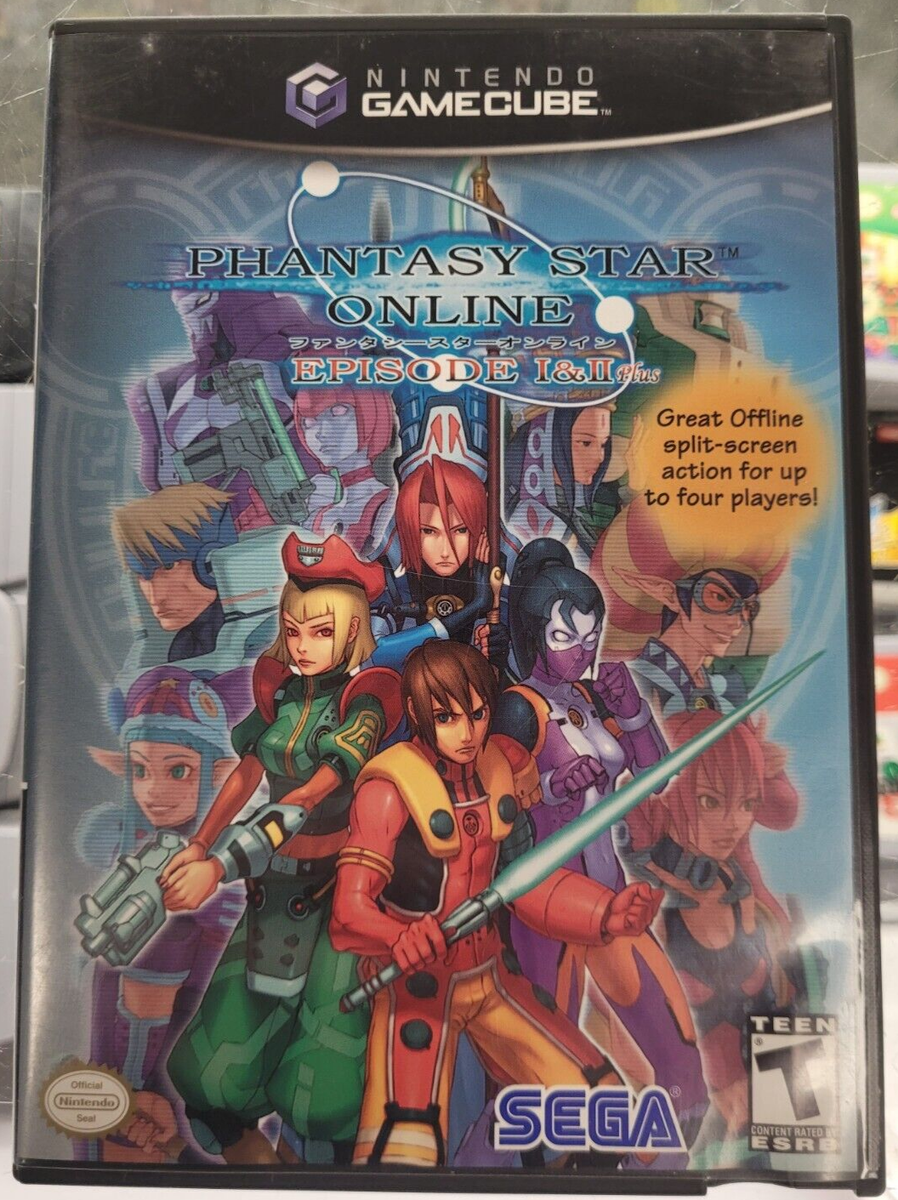 NINTENDO
GAMECUBE™
PHANTASY STAR™
ONLINE
ファンタシースターオンライン
EPISODE I&II Plus
Great Offline
split-screen
action for up
to four players!
Official
Nintendo
Seal
SEGA®
TEEN
®
T
CONTENT RATED BY
ESRB